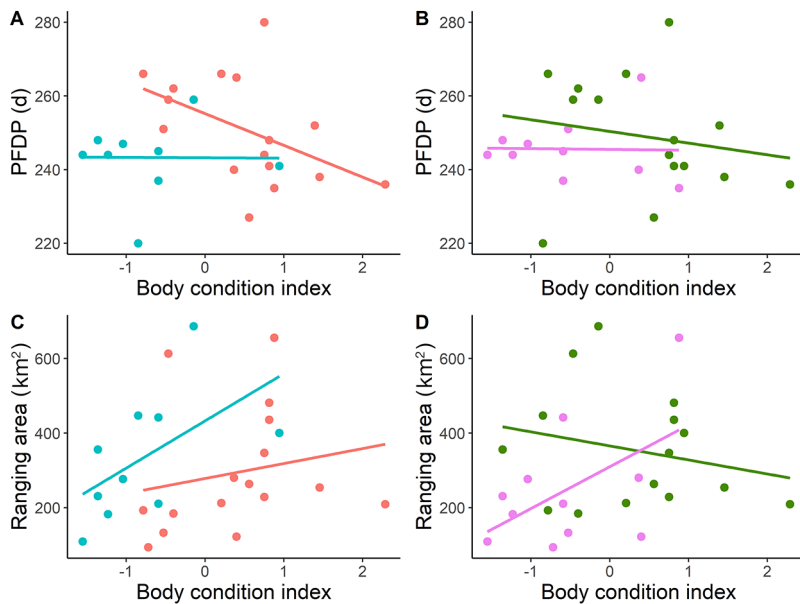 A
B
PFDP (d)
280
260
240
220
-1 0 1 2
Body condition index
PFDP (d)
280
260
240
220
-1 0 1 2
Body condition index
C
D
Ranging area (km²)
600
400
200
-1 0 1 2
Body condition index
Ranging area (km²)
600
400
200
-1 0 1 2
Body condition index